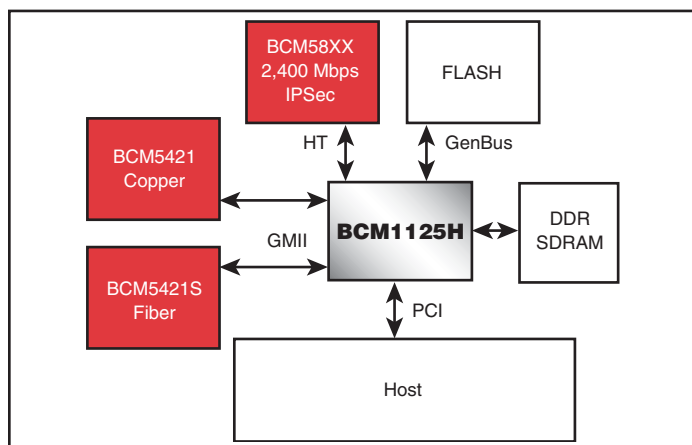 BCM58XX
2,400 Mbps
IPSec
FLASH
HT
GenBus
BCM5421
Copper
BCM1125H
DDR
SDRAM
GMII
BCM5421S
Fiber
PCI
Host